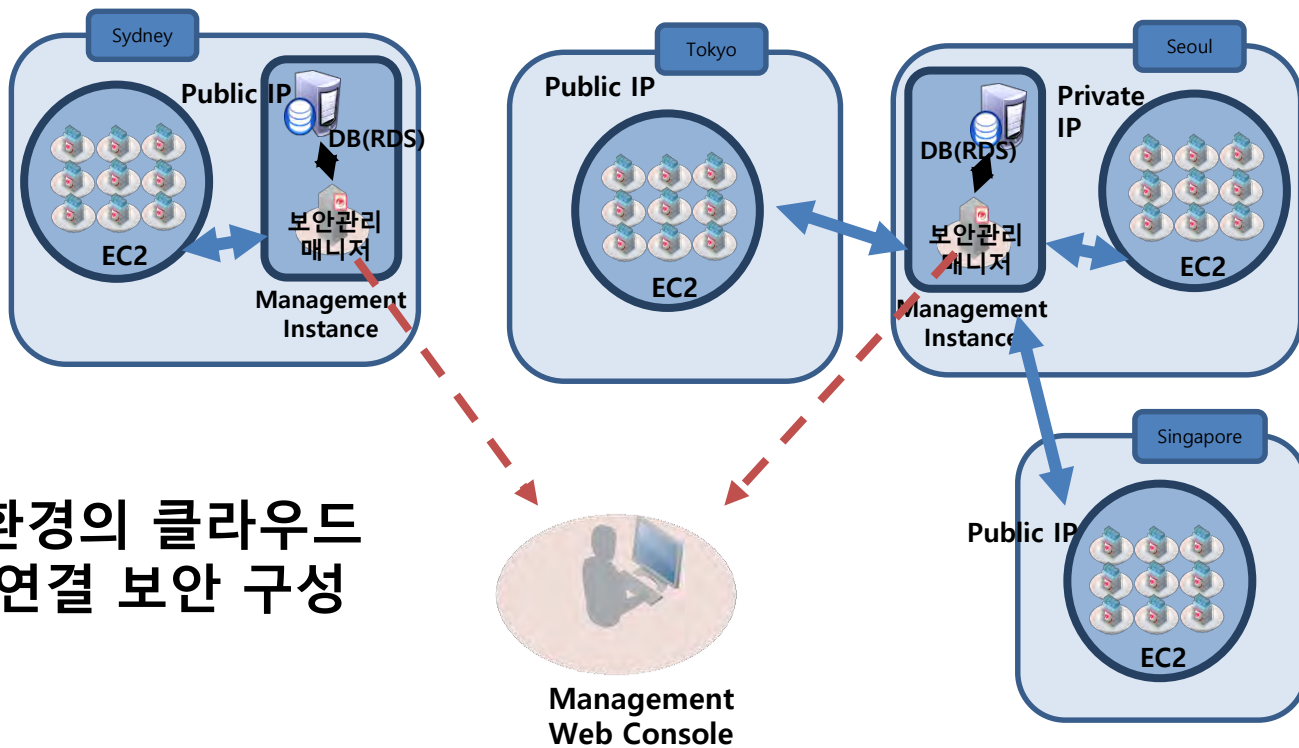 Sydney
Public IP
DB(RDS)
보안관리
매니저
EC2
Management
Instance
Tokyo
Public IP
EC2
Seoul
Private
IP
DB(RDS)
보안관리
매니저
EC2
Management
Instance
Singapore
Public IP
EC2
환경의 클라우드
연결 보안 구성
Management
Web Console